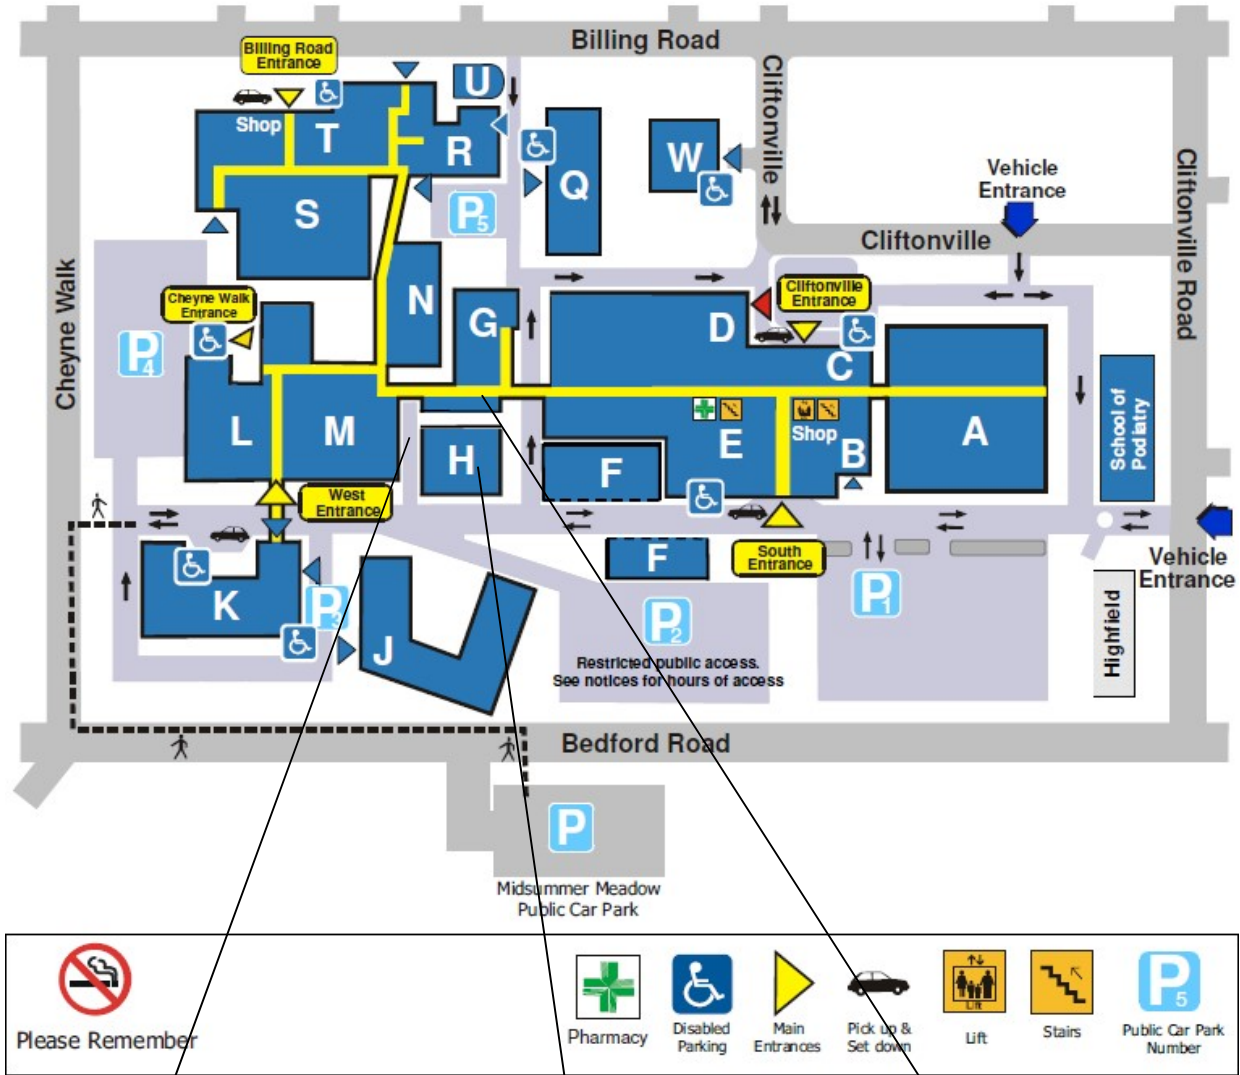 Billing Road
Billing Road
Entrance
Shop
T
U
R
Q
W
Cliftonville
Vehicle
Entrance
Cliftonville
Cliftonville Road
S
P5
N
G
Cheyne Walk
Cheyne Walk
Entrance
P4
D
Cliftonville
Entrance
C
L
M
H
F
E
Shop
B
A
School of
Podiatry
West
Entrance
South
Entrance
Vehicle
Entrance
F
K
P3
J
P2
P1
Restricted public access.
See notices for hours of access
Highfield
Bedford Road
P
Midsummer Meadow
Public Car Park
Please Remember
Pharmacy
Disabled
Parking
Main
Entrances
Pick up &
Set down
Lift
Lift
Stairs
P5
Public Car Park
Number